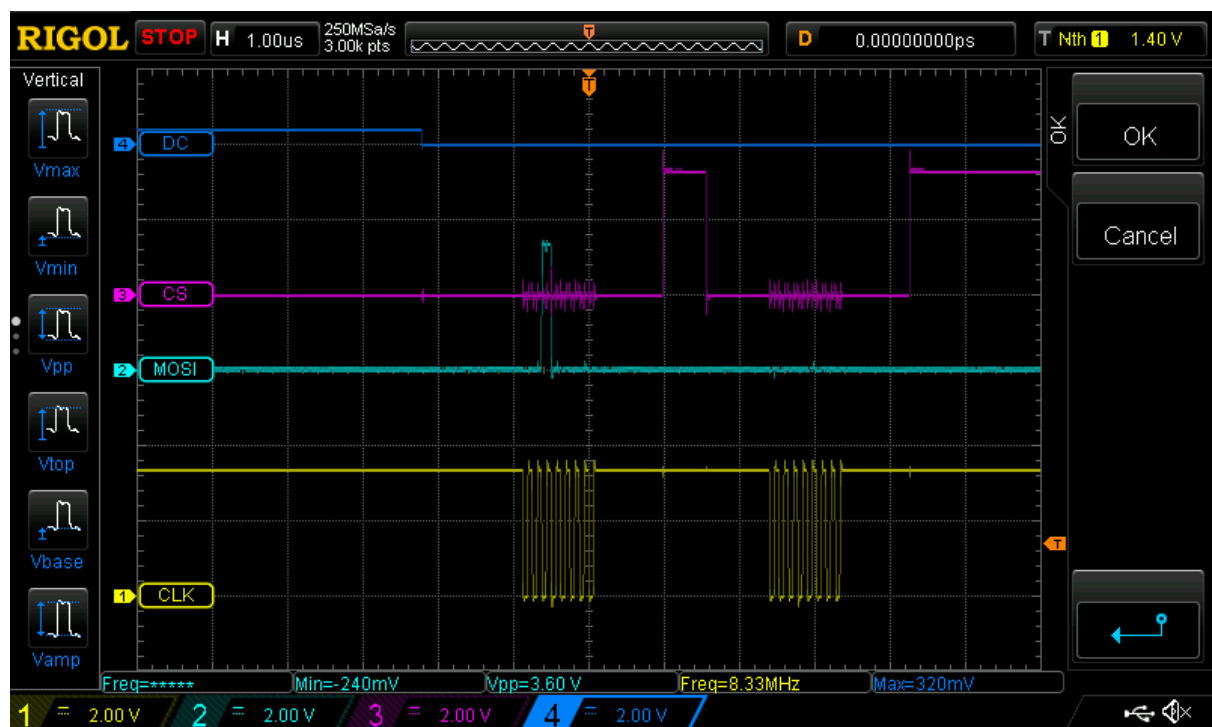 RIGOL STOP H 1.00us 250MSa/s D 0.00000000ps T Nth 1 1.40 V
3.00k pts
T
Vertical
T
Vmax
4 DC
OK
OK
Vmin
Cancel
3 CS
Vpp
2 MOSI
Vtop
Vbase
T
1 CLK
Vamp
Freq=***** Min=-240mV Vpp=3.60 V Freq=8.33MHz Max=320mV
1 = 2.00 V 2 = 2.00 V 3 = 2.00 V 4 = 2.00 V